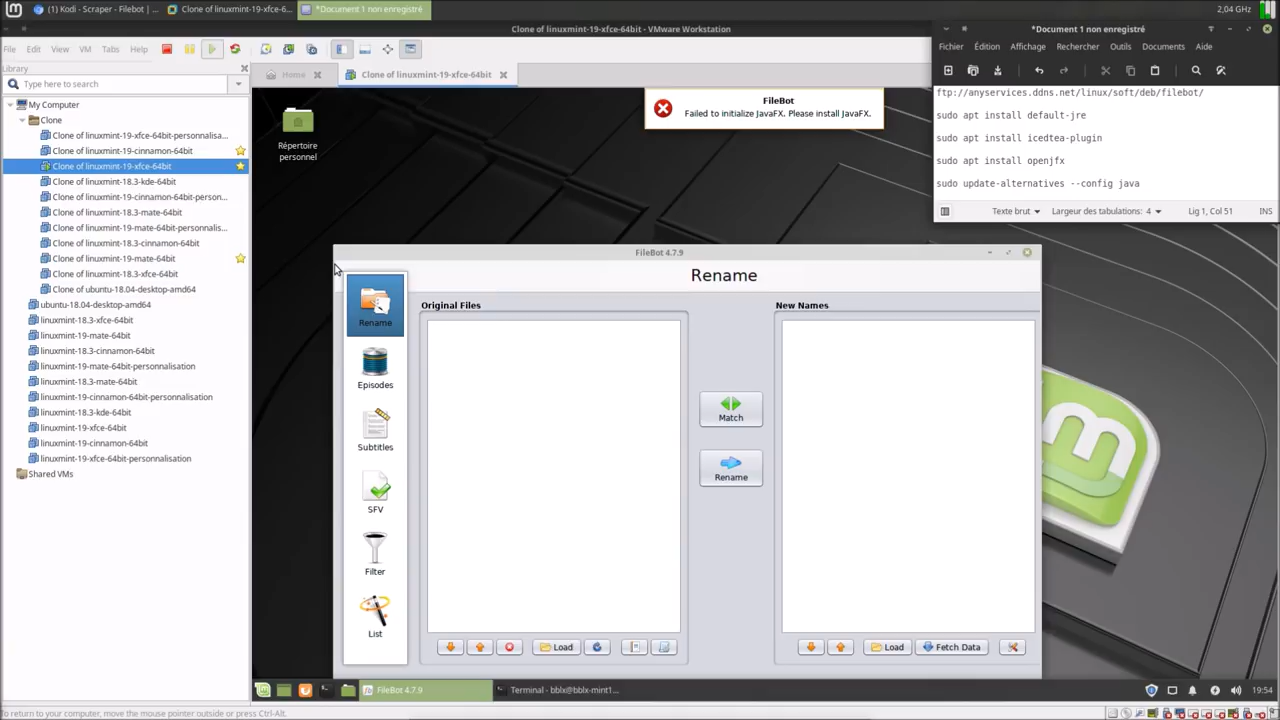 Kodi - Scraper - Filebot | ...
Clone of linuxmint-19-xfce-6...
*Document 1 non enregistré
2,04 GHz
Clone of linuxmint-19-xfce-64bit - VMware Workstation
File Edit View VM Tabs Help
Library
Type here to search
My Computer
Clone
Clone of linuxmint-19-xfce-64bit-personnalisa...
Clone of linuxmint-19-cinnamon-64bit
Clone of linuxmint-19-xfce-64bit
Clone of linuxmint-18.3-kde-64bit
Clone of linuxmint-19-cinnamon-64bit-person...
Clone of linuxmint-18.3-mate-64bit
Clone of linuxmint-19-mate-64bit-personnalis...
Clone of linuxmint-18.3-cinnamon-64bit
Clone of linuxmint-19-mate-64bit
Clone of linuxmint-18.3-xfce-64bit
Clone of ubuntu-18.04-desktop-amd64
ubuntu-18.04-desktop-amd64
linuxmint-18.3-xfce-64bit
linuxmint-19-mate-64bit
linuxmint-18.3-cinnamon-64bit
linuxmint-19-mate-64bit-personnalisation
linuxmint-18.3-mate-64bit
linuxmint-19-cinnamon-64bit-personnalisation
linuxmint-18.3-kde-64bit
linuxmint-19-xfce-64bit
linuxmint-19-cinnamon-64bit
linuxmint-19-xfce-64bit-personnalisation
Shared VMs
Home
Clone of linuxmint-19-xfce-64bit
Répertoire
personnel
FileBot
Failed to initialize JavaFX. Please install JavaFX.
*Document 1 non enregistré
Fichier Édition Affichage Rechercher Outils Documents Aide
ftp://anyservices.ddns.net/linux/soft/deb/filebot/
sudo apt install default-jre
sudo apt install icedtea-plugin
sudo apt install openjfx
sudo update-alternatives --config java
Texte brut Largeur des tabulations: 4 Lig 1, Col 51 INS
FileBot 4.7.9
Rename
Rename
Episodes
Subtitles
SFV
Filter
List
Original Files
New Names
Match
Rename
Load
Load
Fetch Data
FileBot 4.7.9
Terminal - bblx@bblx-mint1...
19:54
To return to your computer, move the mouse pointer outside or press Ctrl-Alt.